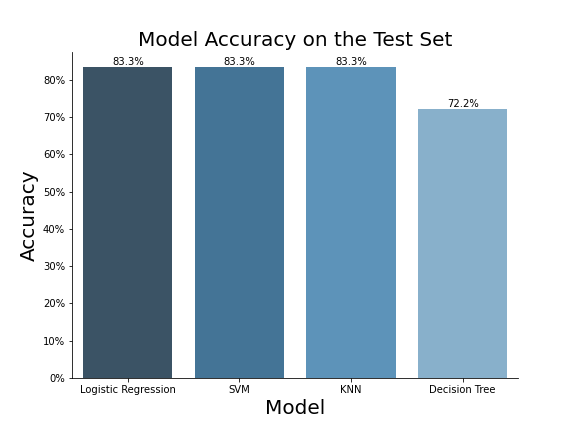 Model Accuracy on the Test Set
83.3%
83.3%
83.3%
72.2%
Accuracy
80%
70%
60%
50%
40%
30%
20%
10%
0%
Logistic Regression
SVM
KNN
Decision Tree
Model